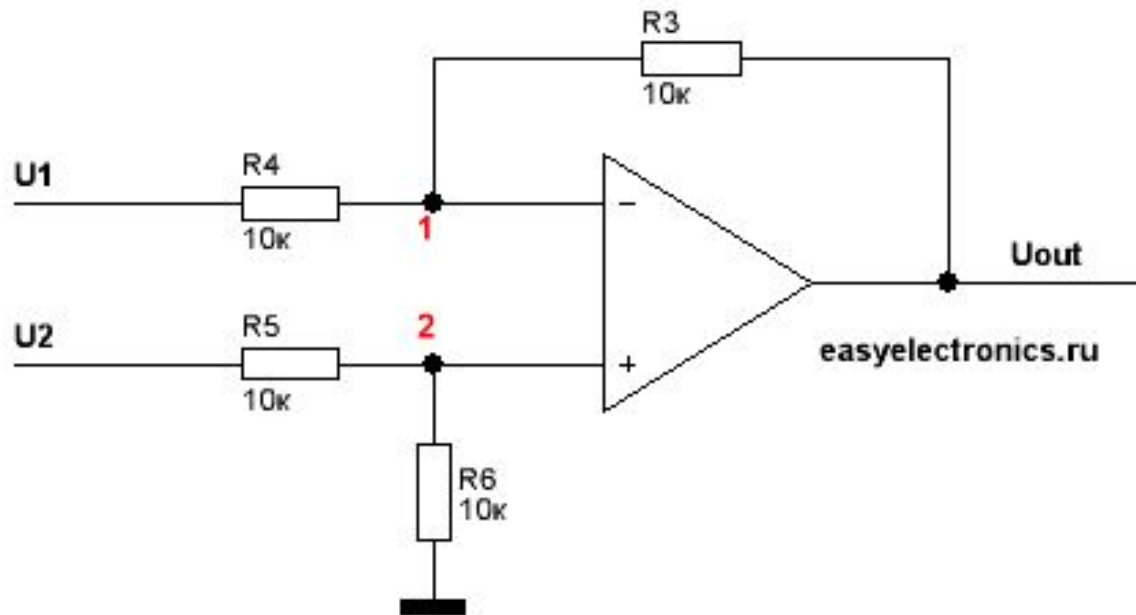 R3
10к
U1
R4
10к
1
−
Uout
U2
R5
10к
2
+
easyelectronics.ru
R6
10к